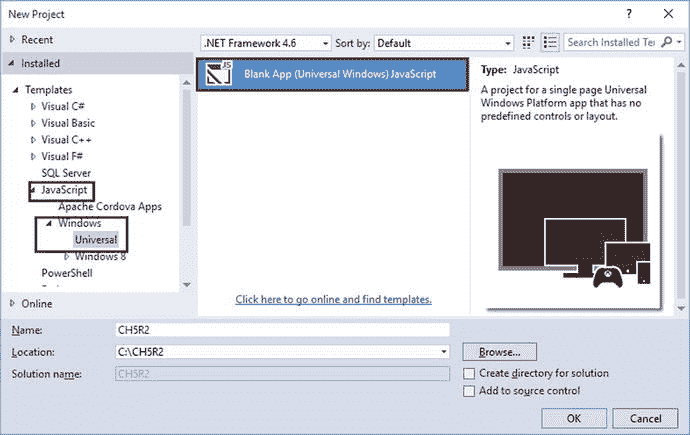 New Project
?
Recent
Installed
Templates
Visual C#
Visual Basic
Visual C++
Visual F#
SQL Server
JavaScript
Apache Cordova Apps
Windows
Universal
Windows 8
PowerShell
Online
.NET Framework 4.6
Sort by: Default
Search Installed Te
JS
Blank App (Universal Windows) JavaScript
Click here to go online and find templates.
Type: JavaScript
A project for a single page Universal
Windows Platform app that has no
predefined controls or layout.
Name: CH5R2
Location: C:\CH5R2
Solution name: CH5R2
Browse...
Create directory for solution
Add to source control
OK
Cancel